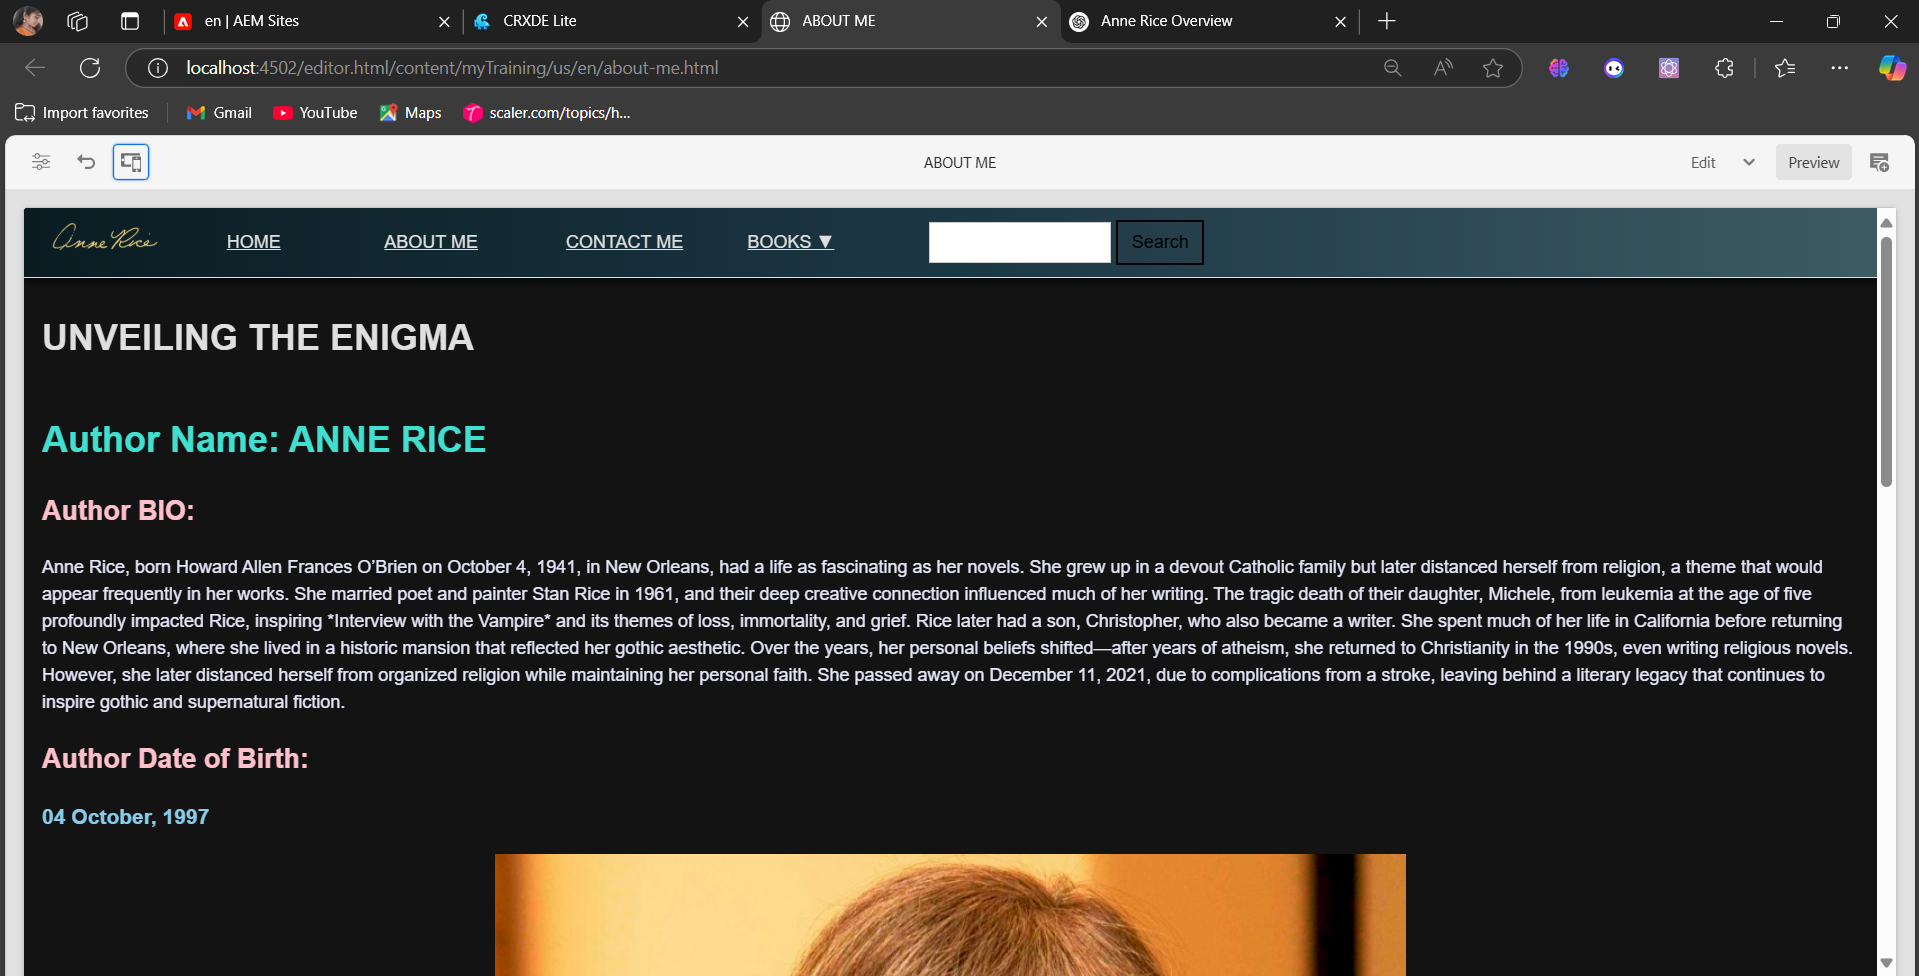 en | AEM Sites
CRXDE Lite
ABOUT ME
Anne Rice Overview
localhost:4502/editor.html/content/myTraining/us/en/about-me.html
Import favorites
Gmail
YouTube
Maps
scaler.com/topics/h...
ABOUT ME
Edit
Preview
Anne Rice
HOME
ABOUT ME
CONTACT ME
BOOKS ▼
Search
UNVEILING THE ENIGMA
Author Name: ANNE RICE
Author BIO:
Anne Rice, born Howard Allen Frances O’Brien on October 4, 1941, in New Orleans, had a life as fascinating as her novels. She grew up in a devout Catholic family but later distanced herself from religion, a theme that would
appear frequently in her works. She married poet and painter Stan Rice in 1961, and their deep creative connection influenced much of her writing. The tragic death of their daughter, Michele, from leukemia at the age of five
profoundly impacted Rice, inspiring *Interview with the Vampire* and its themes of loss, immortality, and grief. Rice later had a son, Christopher, who also became a writer. She spent much of her life in California before returning
to New Orleans, where she lived in a historic mansion that reflected her gothic aesthetic. Over the years, her personal beliefs shifted—after years of atheism, she returned to Christianity in the 1990s, even writing religious novels.
However, she later distanced herself from organized religion while maintaining her personal faith. She passed away on December 11, 2021, due to complications from a stroke, leaving behind a literary legacy that continues to
inspire gothic and supernatural fiction.
Author Date of Birth:
04 October, 1997